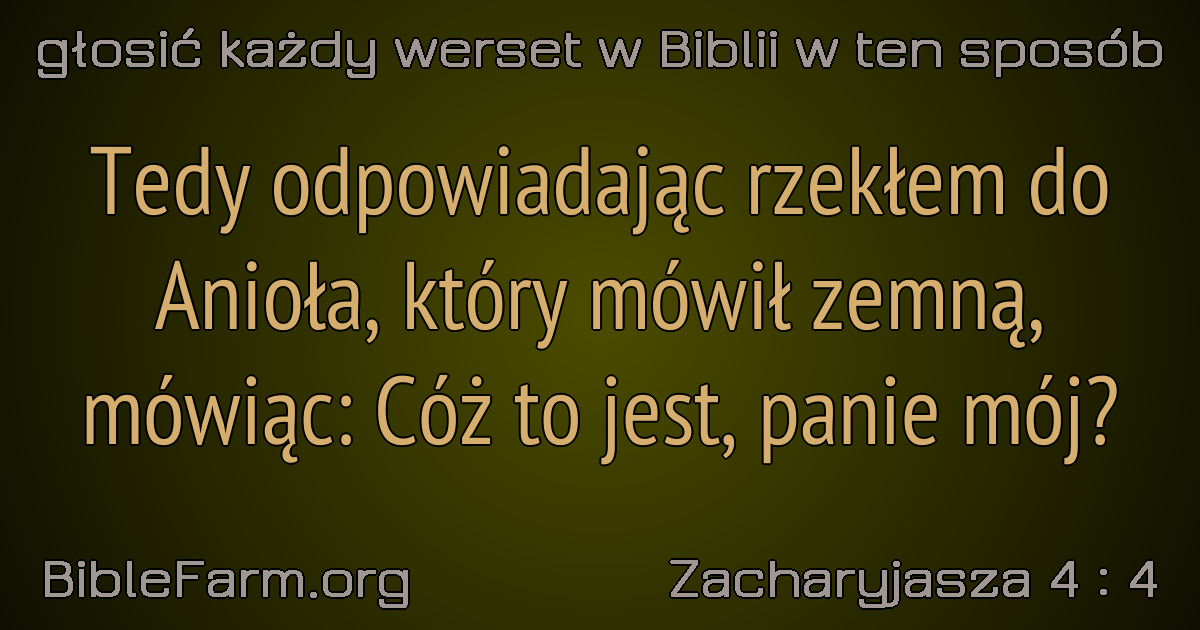 głosić każdy werset w Biblii w ten sposób
Tedy odpowiadając rzekłem do
Anioła, który mówił zemną,
mówiąc: Cóż to jest, panie mój?
BibleFarm.org
Zacharyjasza 4 : 4